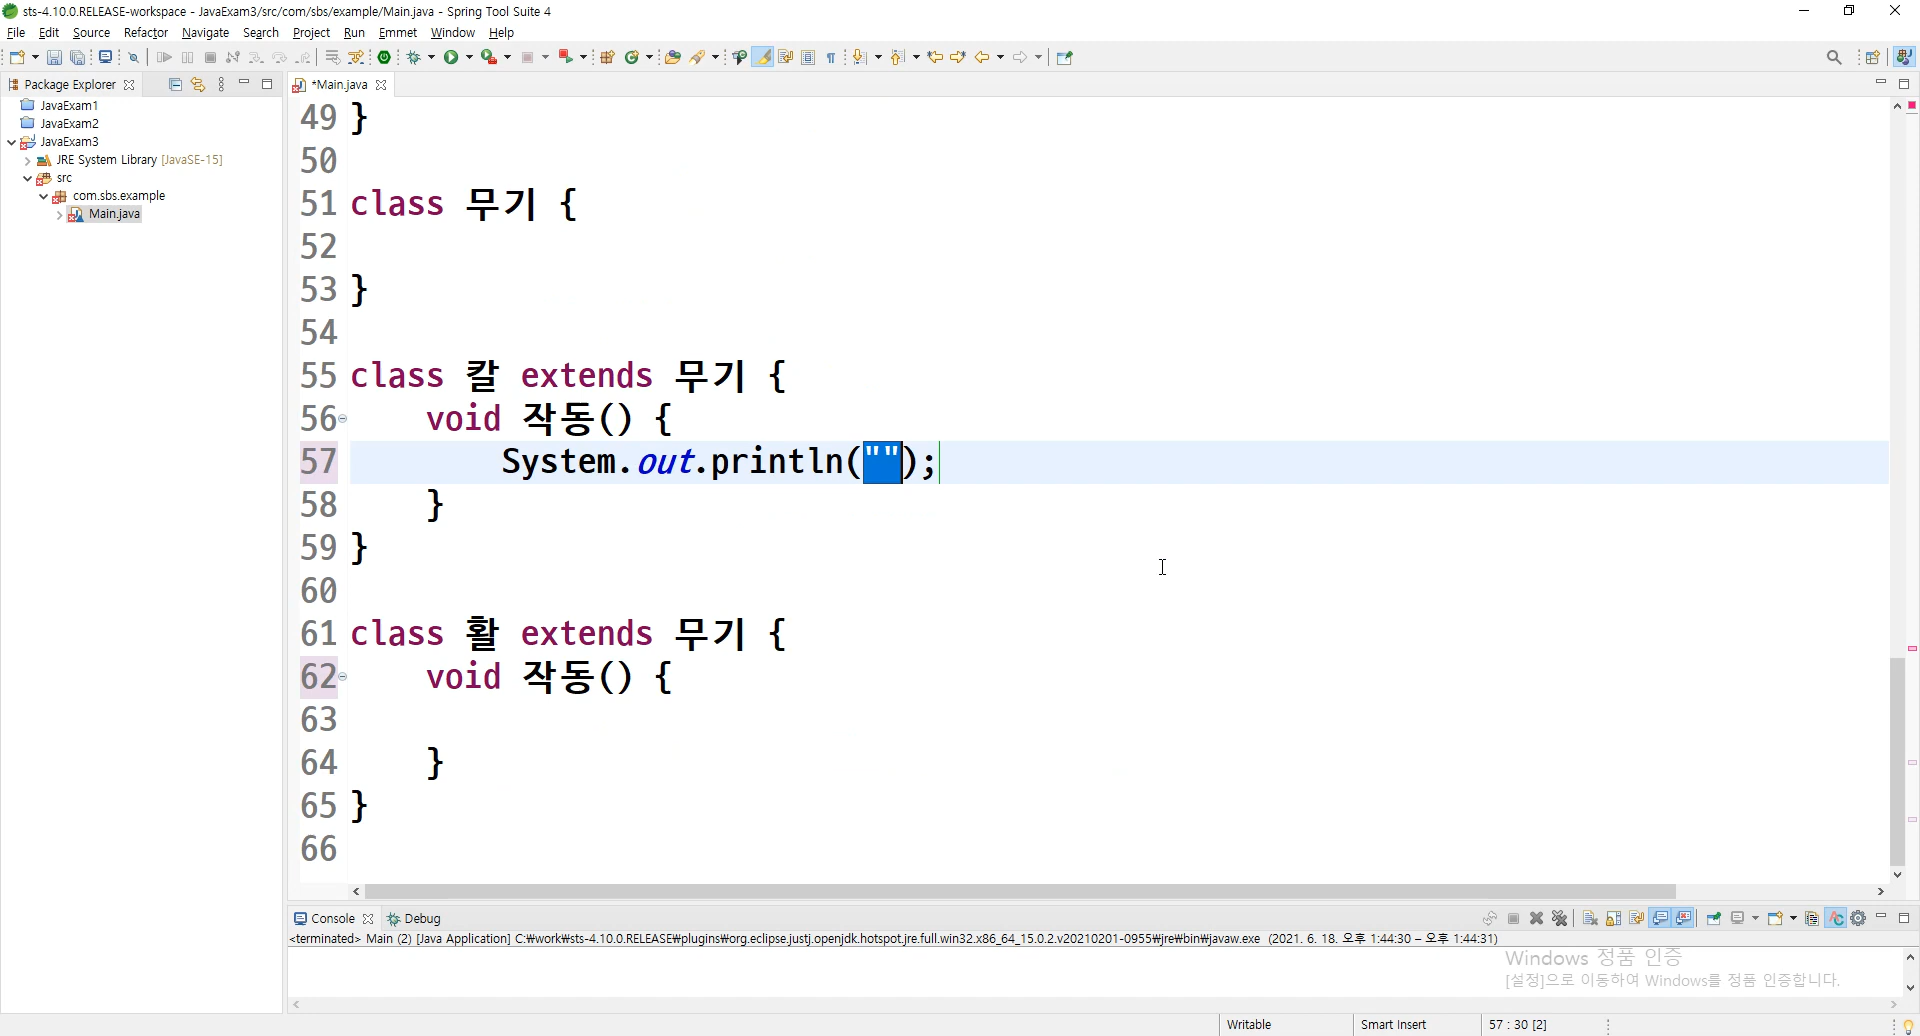 sts-4.10.0.RELEASE-workspace - JavaExam3/src/com/sbs/example/Main.java - Spring Tool Suite 4
File Edit Source Refactor Navigate Search Project Run Emmet Window Help
Package Explorer
*Main.java
JavaExam1
JavaExam2
JavaExam3
JRE System Library [JavaSE-15]
src
com.sbs.example
Main.java
49 }
50
51 class 무기 {
52
53 }
54
55 class 칼 extends 무기 {
56 void 작동() {
57 System.out.println("");
58 }
59 }
60
61 class 활 extends 무기 {
62 void 작동() {
63
64 }
65 }
66
Console Debug
<terminated> Main (2) [Java Application] C:₩work₩sts-4.10.0.RELEASE₩plugins₩org.eclipse.justj.openjdk.hotspot.jre.full.win32.x86_64_15.0.2.v20210201-0955₩jre₩bin₩javaw.exe (2021. 6. 18. 오후 1:44:30 – 오후 1:44:31)
Windows 정품 인증
[설정]으로 이동하여 Windows를 정품 인증합니다.
Writable Smart Insert 57 : 30 [2]